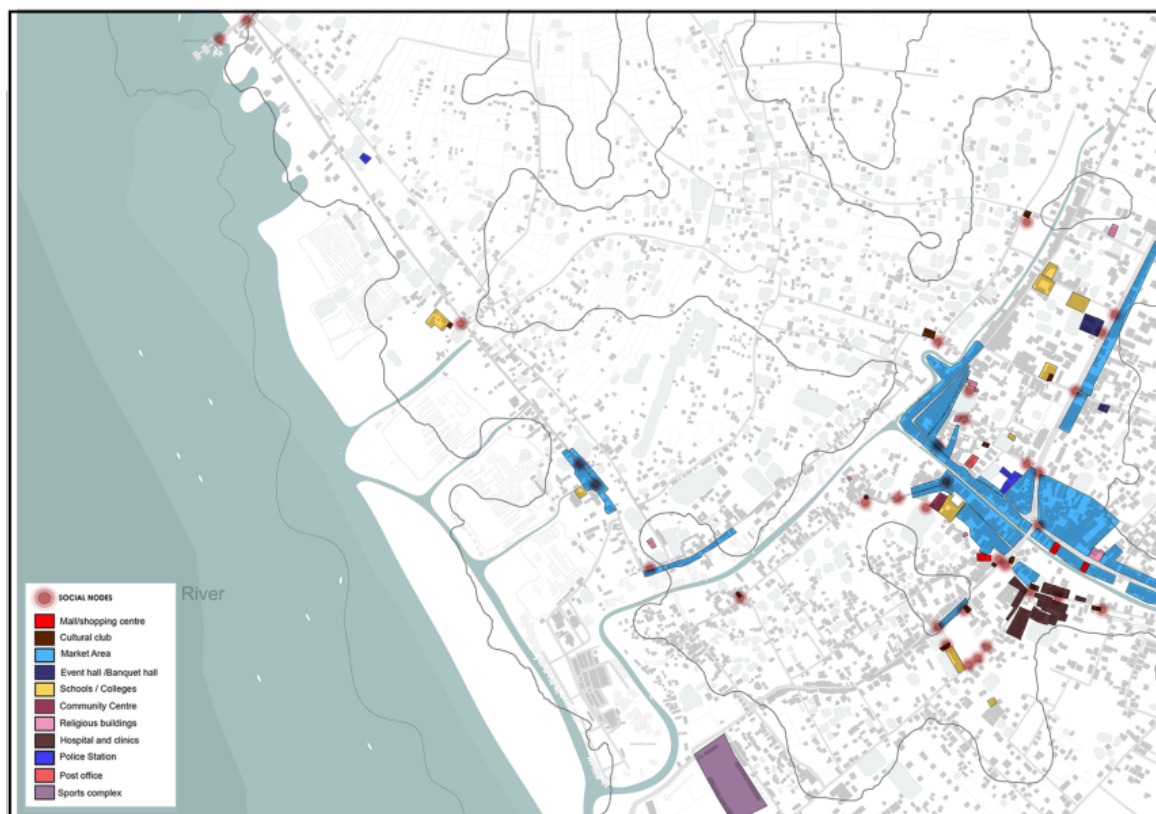 River
SOCIAL NODES
Mall/shopping centre
Cultural club
Market Area
Event hall /Banquet hall
Schools / Colleges
Community Centre
Religious buildings
Hospital and clinics
Police Station
Post office
Sports complex